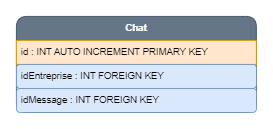 Chat
id : INT AUTO INCREMENT PRIMARY KEY
idEntreprise : INT FOREIGN KEY
idMessage : INT FOREIGN KEY